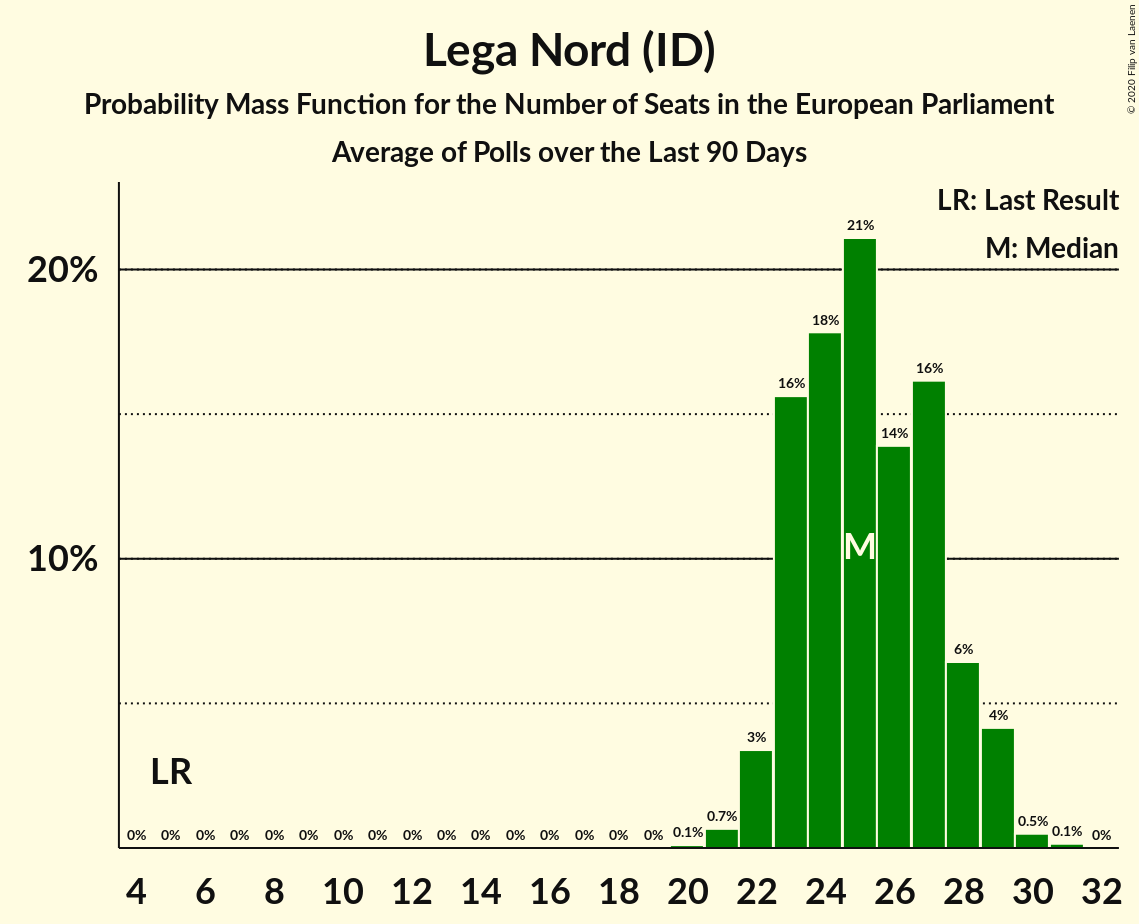 Lega Nord (ID)
Probability Mass Function for the Number of Seats in the European Parliament
Average of Polls over the Last 90 Days
© 2020 Filip van Laenen
LR: Last Result
M: Median
20%
10%
21%
18%
16%
16%
14%
M
6%
4%
3%
LR
0% 0% 0% 0% 0% 0% 0% 0% 0% 0% 0% 0% 0% 0% 0% 0% 0.1% 0.7% 0.5% 0.1% 0%
4 6 8 10 12 14 16 18 20 22 24 26 28 30 32